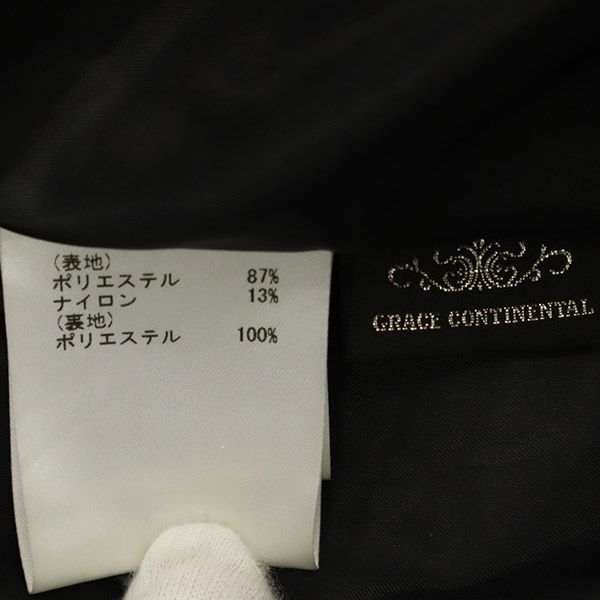 (表地)
ポリエステル 87%
ナイロン 13%
(裏地)
ポリエステル 100%
GRACE CONTINENTAL